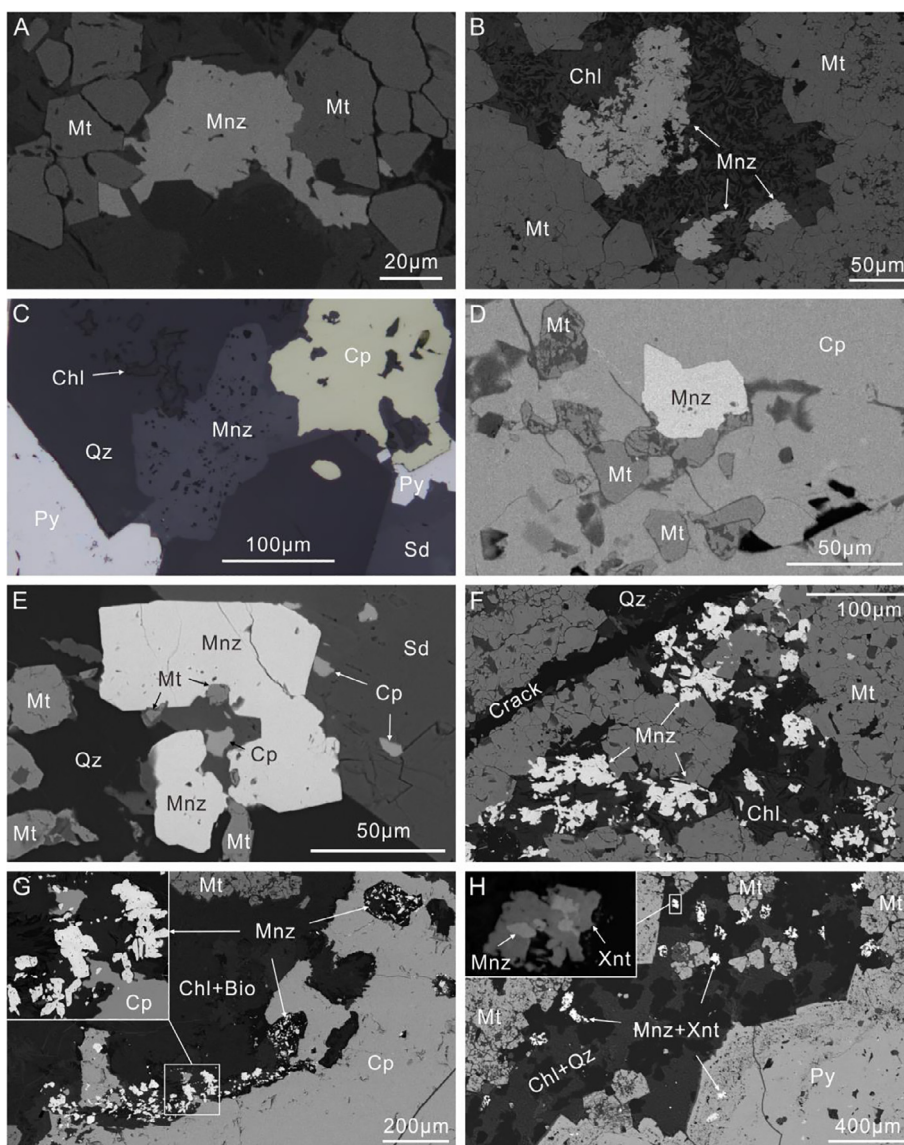 A
Mt
Mnz
Mt
20μm
B
Chl
Mt
Mnz
Mt
50μm
C
Cp
Chl
Mnz
Qz
Py
Py
Sd
100μm
D
Mt
Cp
Mnz
Mt
Mt
50μm
E
Mnz
Sd
Mt
Mt
Cp
Qz
Cp
Mnz
Mt
Mt
50μm
F
Qz
100μm
Mt
Crack
Mnz
Chl
G
Mt
Mnz
Chl+Bio
Cp
Cp
200μm
H
Mt
Mt
Mnz
Xnt
Mt
Mnz+Xnt
Chl+Qz
Py
400μm